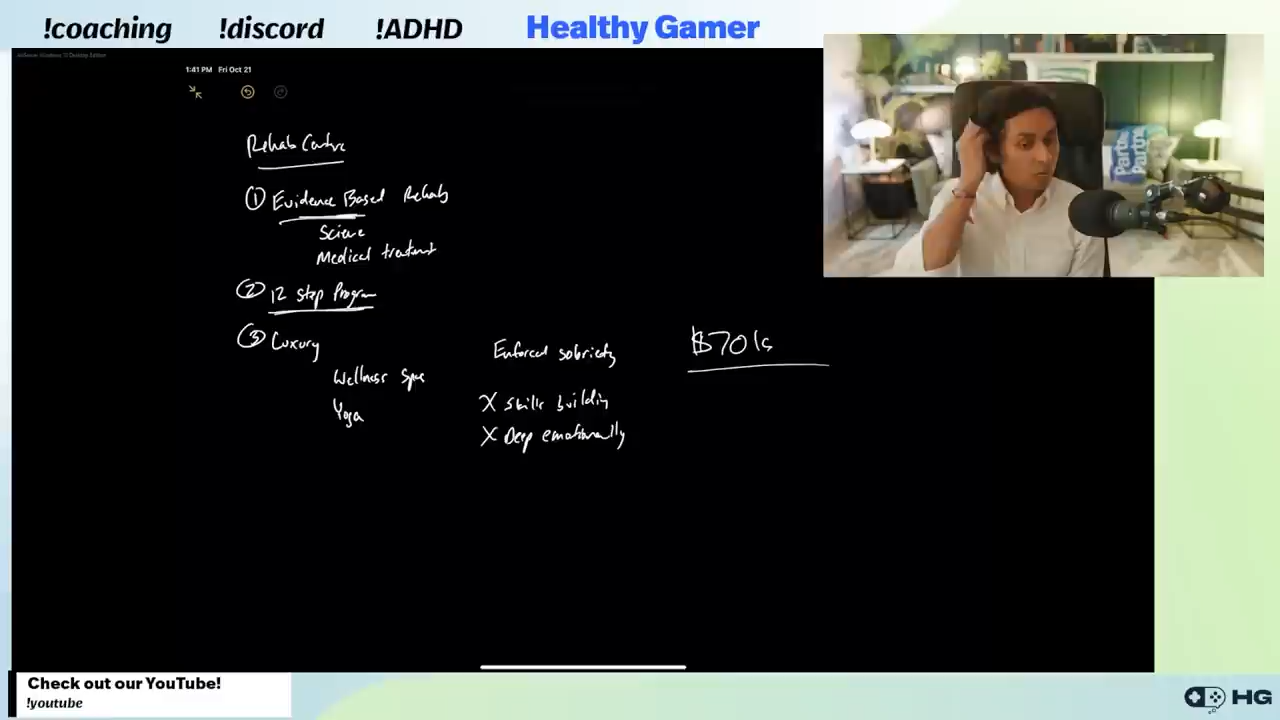 !coaching !discord !ADHD Healthy Gamer
1:41 PM Fri Oct 21
Rehab Centre
① Evidence Based Rehab
Science
Medical treatment
② 12 step Program
③ Luxury
Wellness Spa
Yoga
Enforced sobriety
X Skills building
X Deep emotionally
$70k
Check out our YouTube!
!youtube
HG